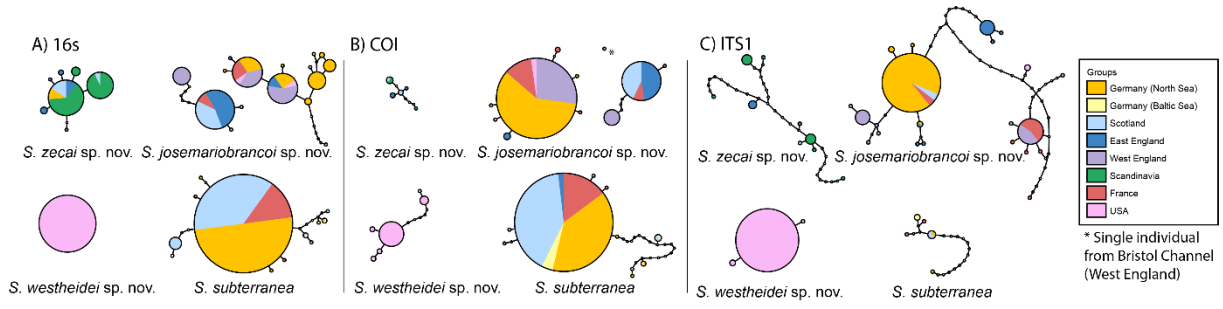 A) 16s
B) COI
C) ITS1
*
S. zecai sp. nov.
S. josemariobrancoi sp. nov.
S. zecai sp. nov.
S. josemariobrancoi sp. nov.
S. zecai sp. nov.
S. josemariobrancoi sp. nov.
S. westheidei sp. nov.
S. subterranea
S. westheidei sp. nov.
S. subterranea
S. westheidei sp. nov.
S. subterranea
Groups
Germany (North Sea)
Germany (Baltic Sea)
Scotland
East England
West England
Scandinavia
France
USA
* Single individual
from Bristol Channel
(West England)